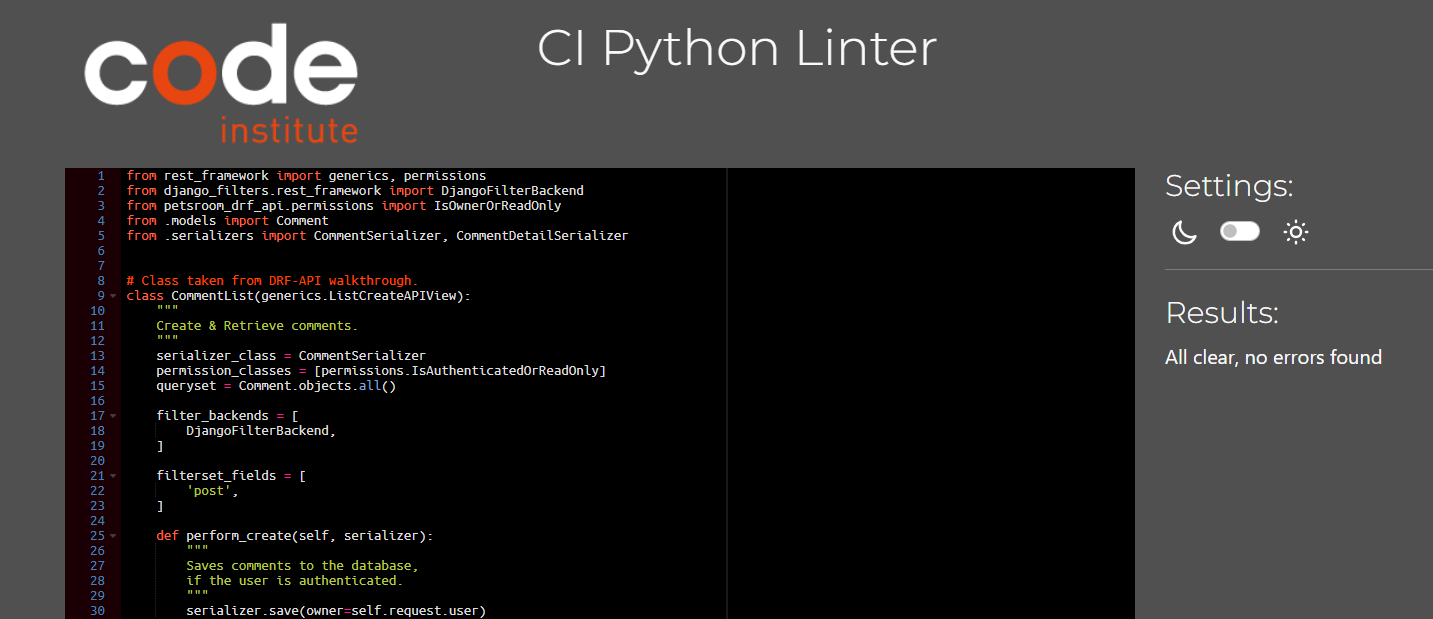 code
institute
CI Python Linter
1 from rest_framework import generics, permissions
2 from django_filters.rest_framework import DjangoFilterBackend
3 from petsroom_drf_api.permissions import IsOwnerOrReadOnly
4 from .models import Comment
5 from .serializers import CommentSerializer, CommentDetailSerializer
6
7
8 # Class taken from DRF-API walkthrough.
9 class CommentList(generics.ListCreateAPIView):
10     """
11     Create & Retrieve comments.
12     """
13     serializer_class = CommentSerializer
14     permission_classes = [permissions.IsAuthenticatedOrReadOnly]
15     queryset = Comment.objects.all()
16
17     filter_backends = [
18         DjangoFilterBackend,
19     ]
20
21     filterset_fields = [
22         'post',
23     ]
24
25     def perform_create(self, serializer):
26         """
27         Saves comments to the database,
28         if the user is authenticated.
29         """
30         serializer.save(owner=self.request.user)
Settings:
Results:
All clear, no errors found